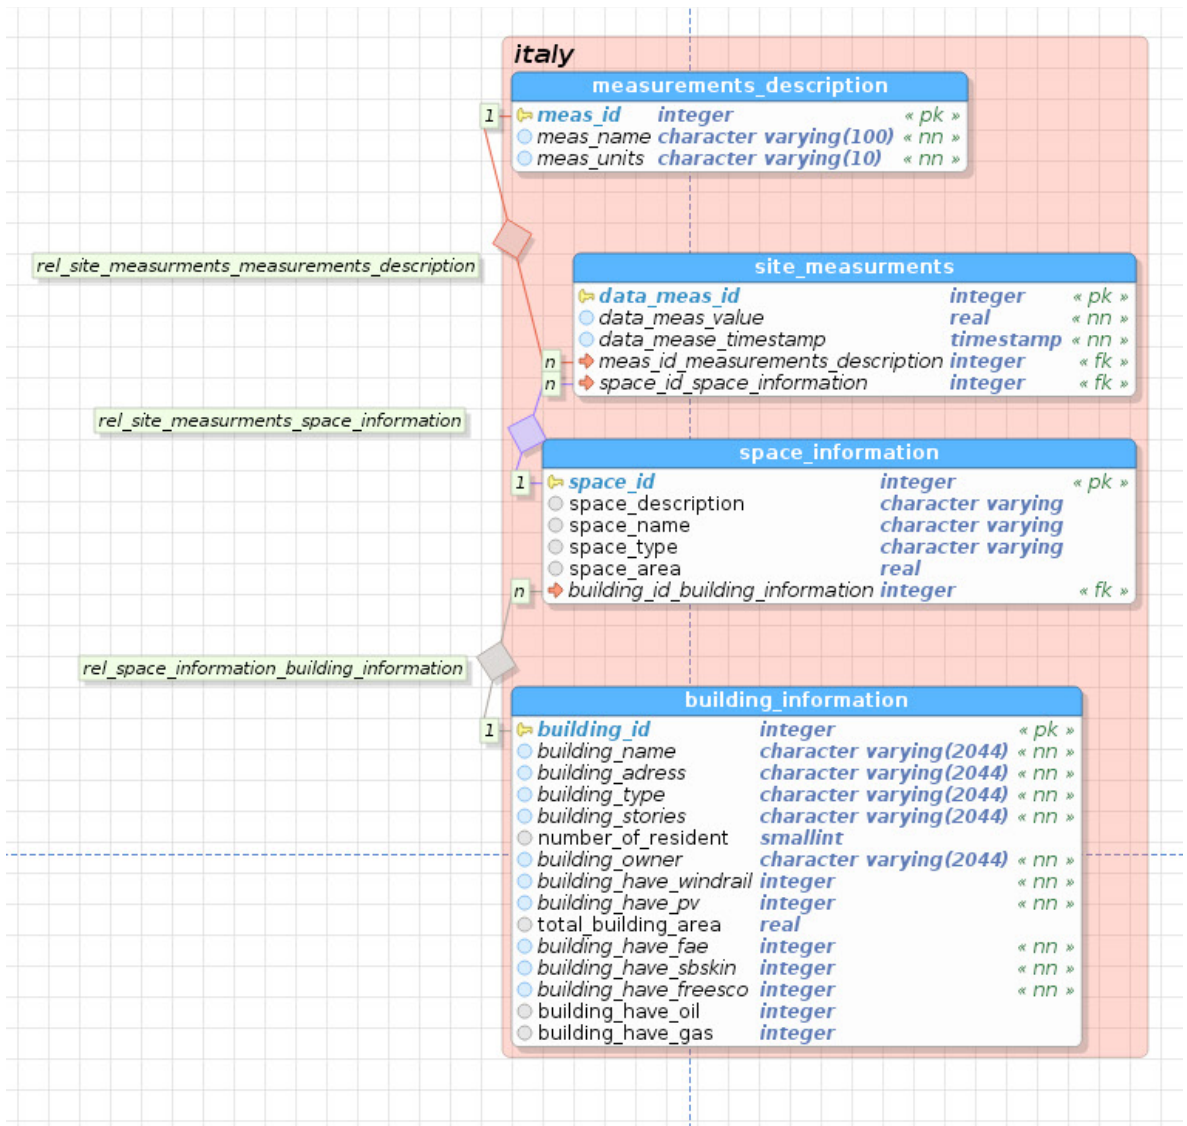 italy
measurements_description
1 meas_id integer « pk »
meas_name character varying(100) « nn »
meas_units character varying(10) « nn »
rel_site_measurments_measurements_description
site_measurments
data_meas_id integer « pk »
data_meas_value real « nn »
data_mease_timestamp timestamp « nn »
n meas_id_measurements_description integer « fk »
n space_id_space_information integer « fk »
rel_site_measurments_space_information
space_information
1 space_id integer « pk »
space_description character varying
space_name character varying
space_type character varying
space_area real
n building_id_building_information integer « fk »
rel_space_information_building_information
building_information
1 building_id integer « pk »
building_name character varying(2044) « nn »
building_adress character varying(2044) « nn »
building_type character varying(2044) « nn »
building_stories character varying(2044) « nn »
number_of_resident smallint
building_owner character varying(2044) « nn »
building_have_windrail integer « nn »
building_have_pv integer « nn »
total_building_area real
building_have_fae integer « nn »
building_have_sbskin integer « nn »
building_have_freesco integer « nn »
building_have_oil integer
building_have_gas integer